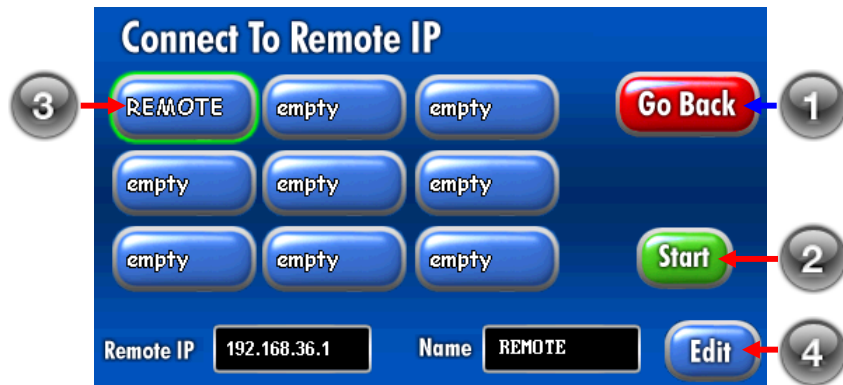 Connect To Remote IP
3 REMOTE empty empty Go Back 1
empty empty empty
empty empty empty Start 2
Remote IP 192.168.36.1 Name REMOTE Edit 4